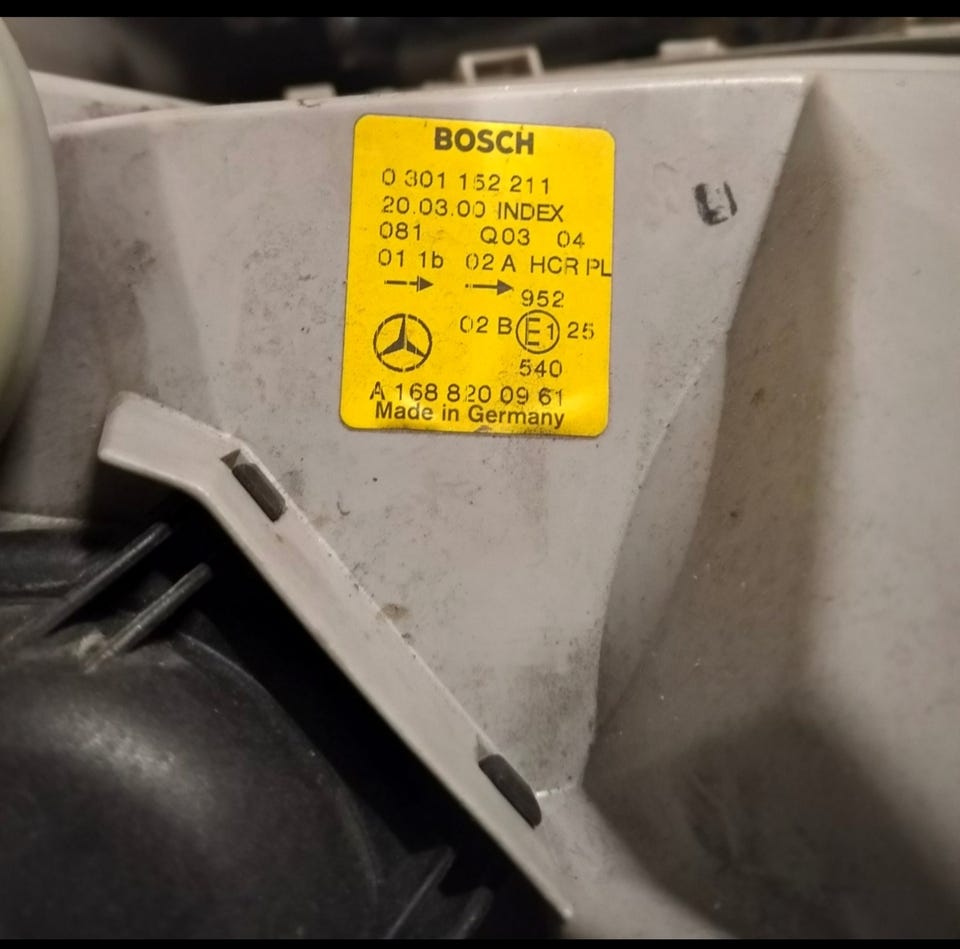 BOSCH
0 301 152 211
20.03.00 INDEX
081 Q03 04
01 1b 02 A HCR PL
952
02 B E1 25
540
A 168 820 09 61
Made in Germany